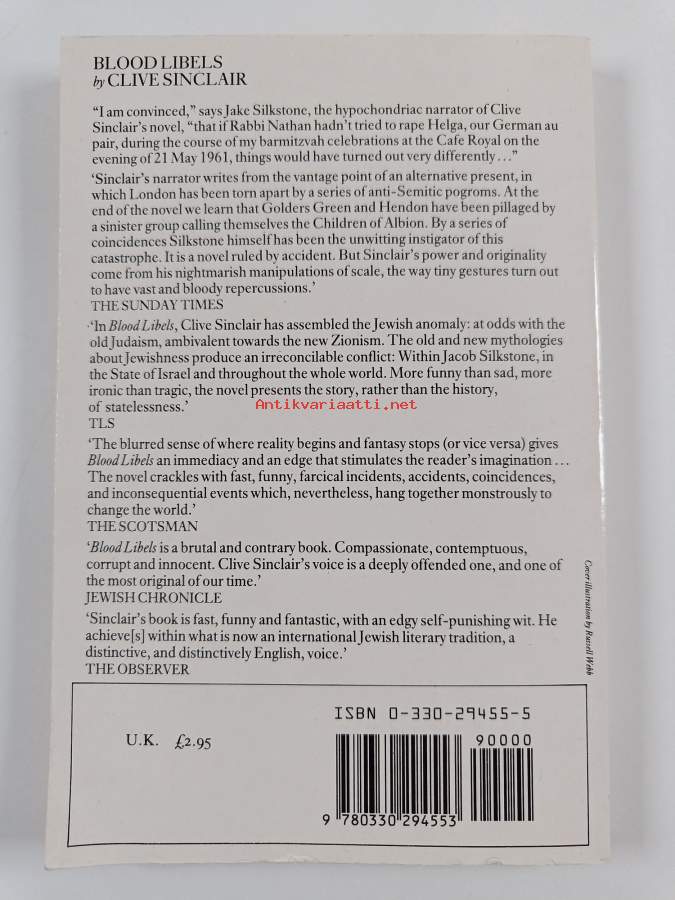 BLOOD LIBELS
by CLIVE SINCLAIR
“I am convinced,” says Jake Silkstone, the hypochondriac narrator of Clive
Sinclair’s novel, “that if Rabbi Nathan hadn’t tried to rape Helga, our German au
pair, during the course of my barmitzvah celebrations at the Cafe Royal on the
evening of 21 May 1961, things would have turned out very differently...”
‘Sinclair’s narrator writes from the vantage point of an alternative present, in
which London has been torn apart by a series of anti-Semitic pogroms. At the
end of the novel we learn that Golders Green and Hendon have been pillaged by
a sinister group calling themselves the Children of Albion. By a series of
coincidences Silkstone himself has been the unwitting instigator of this
catastrophe. It is a novel ruled by accident. But Sinclair’s power and originality
come from his nightmarish manipulations of scale, the way tiny gestures turn out
to have vast and bloody repercussions.’
THE SUNDAY TIMES
‘In Blood Libels, Clive Sinclair has assembled the Jewish anomaly: at odds with the
old Judaism, ambivalent towards the new Zionism. The old and new mythologies
about Jewishness produce an irreconcilable conflict: Within Jacob Silkstone, in
the State of Israel and throughout the whole world. More funny than sad, more
ironic than tragic, the novel presents the story, rather than the history,
of statelessness.’
Antikvariaatti.net
TLS
‘The blurred sense of where reality begins and fantasy stops (or vice versa) gives
Blood Libels an immediacy and an edge that stimulates the reader’s imagination...
The novel crackles with fast, funny, farcical incidents, accidents, coincidences,
and inconsequential events which, nevertheless, hang together monstrously to
change the world.’
THE SCOTSMAN
‘Blood Libels is a brutal and contrary book. Compassionate, contemptuous,
corrupt and innocent. Clive Sinclair’s voice is a deeply offended one, and one of
the most original of our time.’
JEWISH CHRONICLE
‘Sinclair’s book is fast, funny and fantastic, with an edgy self-punishing wit. He
achieve[s] within what is now an international Jewish literary tradition, a
distinctive, and distinctively English, voice.’
THE OBSERVER
Cover illustration by Russell Webb
ISBN 0-330-29455-5
U.K. £2.95
90000
9 780330 294553